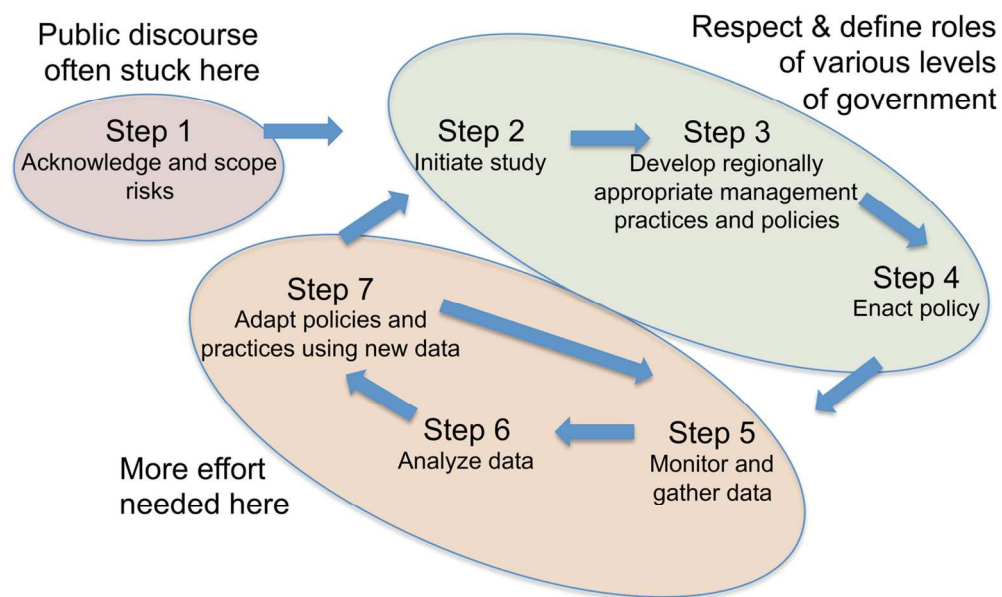 Public discourse
often stuck here
Respect & define roles
of various levels
of government
Step 1
Acknowledge and scope
risks
Step 2
Initiate study
Step 3
Develop regionally
appropriate management
practices and policies
Step 4
Enact policy
Step 5
Monitor and
gather data
Step 6
Analyze data
Step 7
Adapt policies and
practices using new data
More effort
needed here